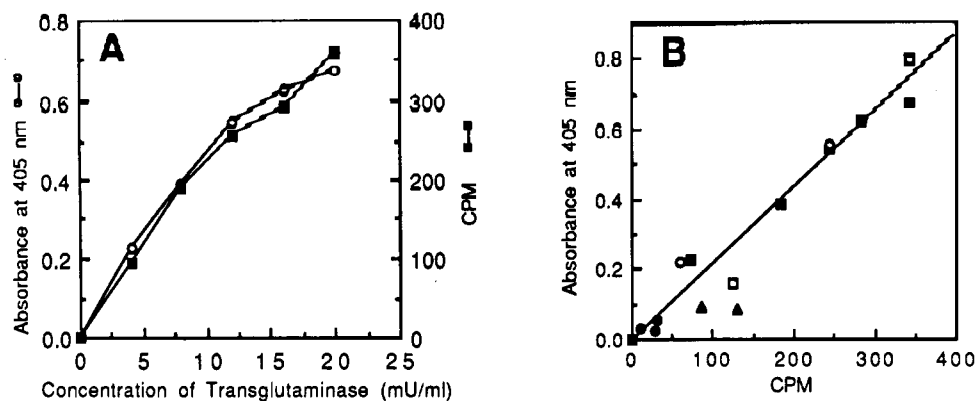 A
0.8
0.6
0.4
0.2
0.0
400
300
200
100
0
0 5 10 15 20 25
Absorbance at 405 nm
CPM
Concentration of Transglutaminase (mU/ml)
B
0.8
0.6
0.4
0.2
0.0
0 100 200 300 400
Absorbance at 405 nm
CPM